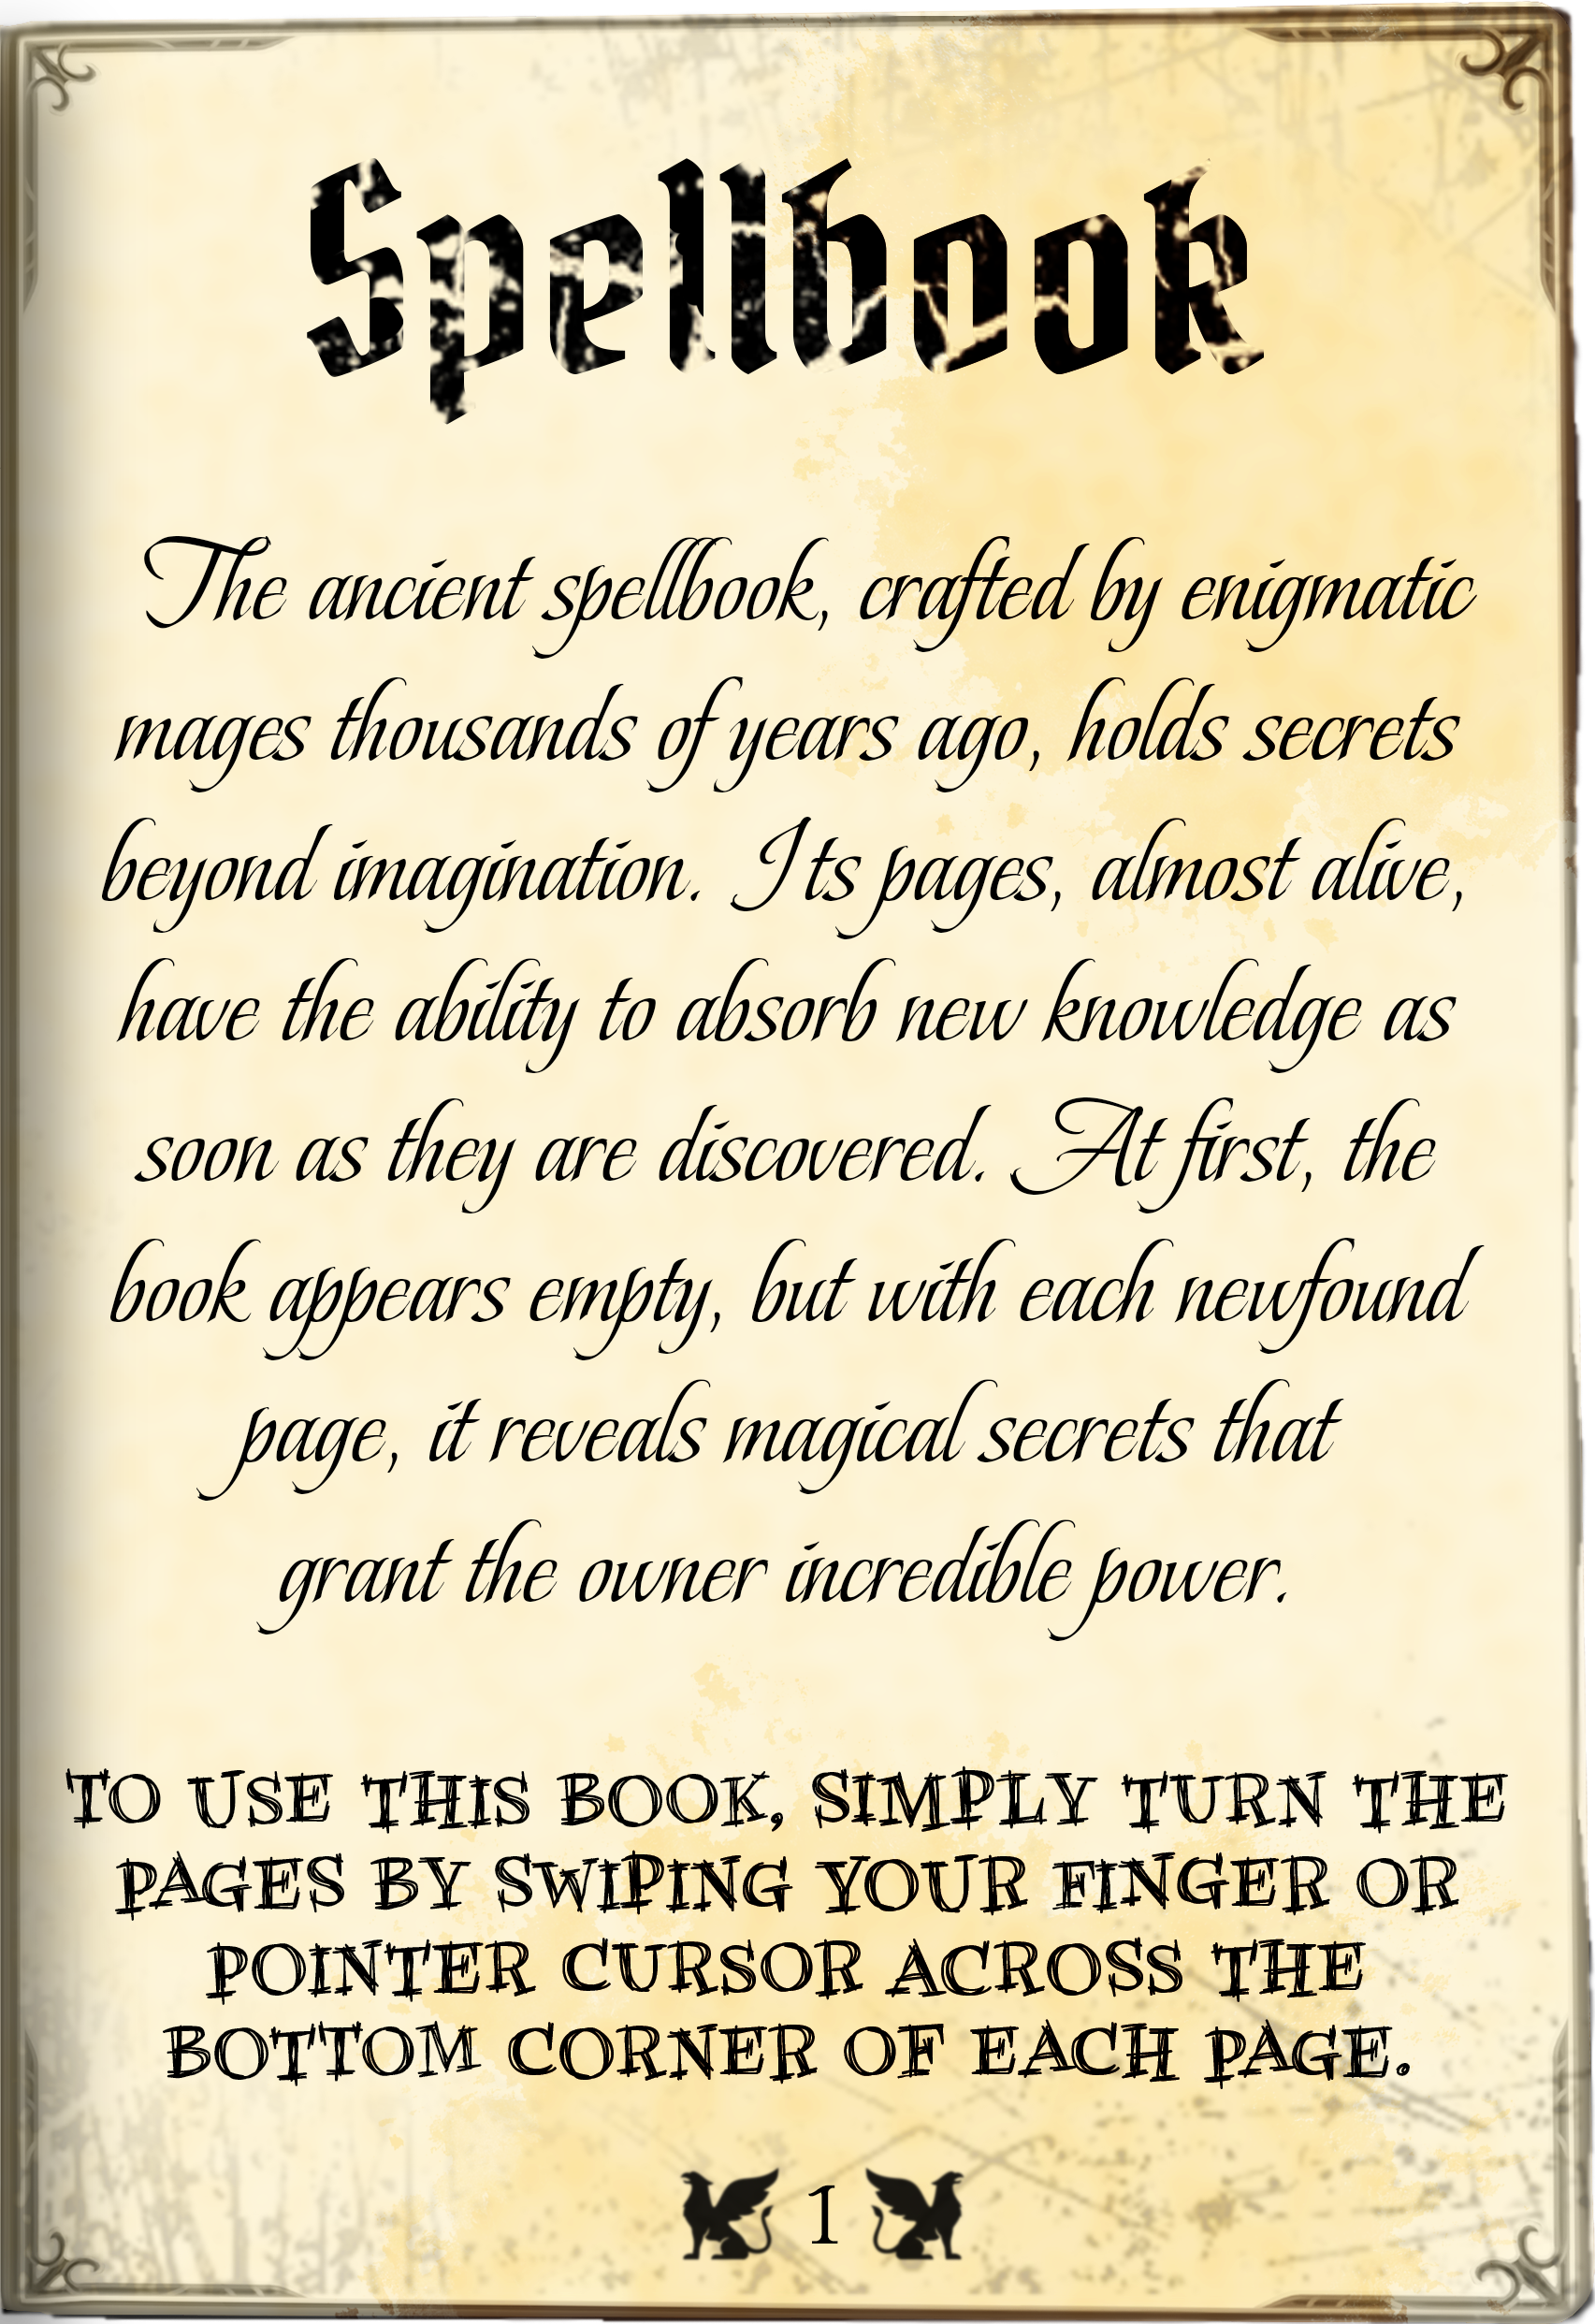 Spellbook
The ancient spellbook, crafted by enigmatic
mages thousands of years ago, holds secrets
beyond imagination. Its pages, almost alive,
have the ability to absorb new knowledge as
soon as they are discovered. At first, the
book appears empty, but with each newfound
page, it reveals magical secrets that
grant the owner incredible power.
TO USE THIS BOOK, SIMPLY TURN THE
PAGES BY SWIPING YOUR FINGER OR
POINTER CURSOR ACROSS THE
BOTTOM CORNER OF EACH PAGE.
1